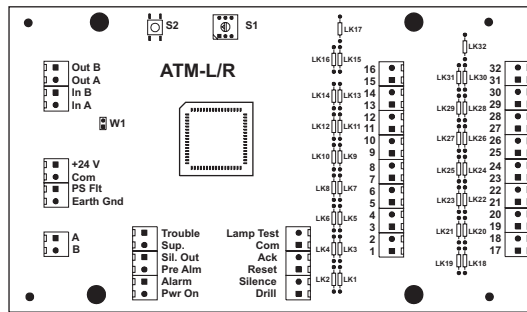 S2
S1
ATM-L/R
Out B
Out A
In B
In A
W1
+24 V
Com
PS Flt
Earth Gnd
A
B
Trouble
Sup.
Sil. Out
Pre Alm
Alarm
Pwr On
Lamp Test
Com
Ack
Reset
Silence
Drill
LK17
LK16 LK15
LK14 LK13
LK12 LK11
LK10 LK9
LK8 LK7
LK6 LK5
LK4 LK3
LK2 LK1
16
15
14
13
12
11
10
9
8
7
6
5
4
3
2
1
LK32
LK31 LK30
LK29 LK28
LK27 LK26
LK25 LK24
LK23 LK22
LK21 LK20
LK19 LK18
32
31
30
29
28
27
26
25
24
23
22
21
20
19
18
17